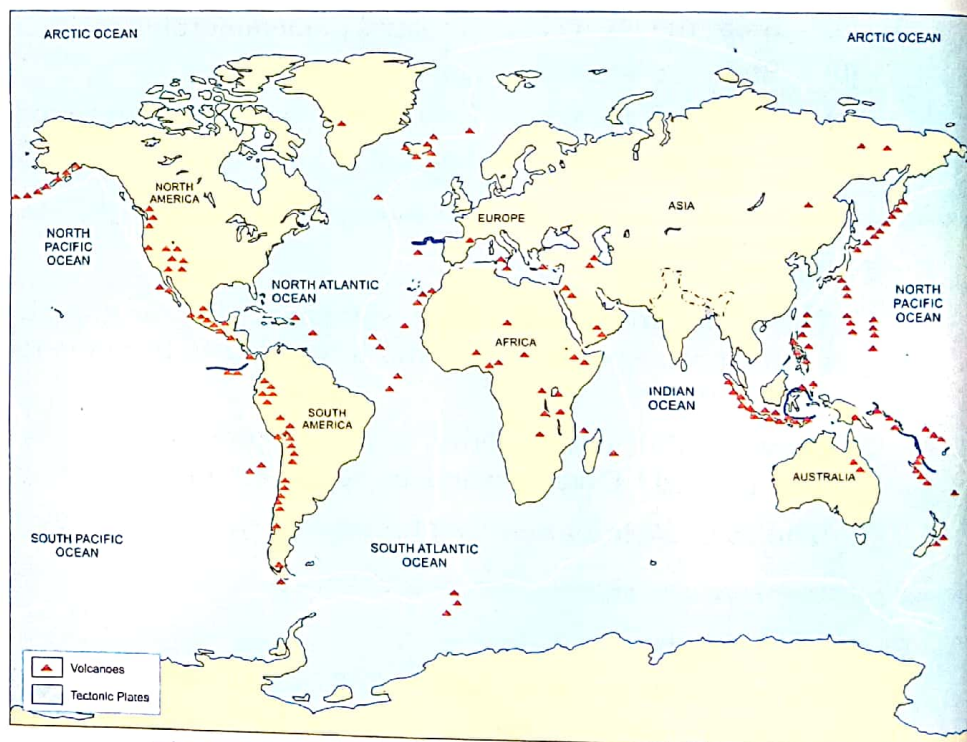 ARCTIC OCEAN
ARCTIC OCEAN
NORTH
AMERICA
EUROPE
ASIA
NORTH
PACIFIC
OCEAN
NORTH ATLANTIC
OCEAN
NORTH
PACIFIC
OCEAN
AFRICA
INDIAN
OCEAN
SOUTH
AMERICA
AUSTRALIA
SOUTH PACIFIC
OCEAN
SOUTH ATLANTIC
OCEAN
Volcanoes
Tectonic Plates